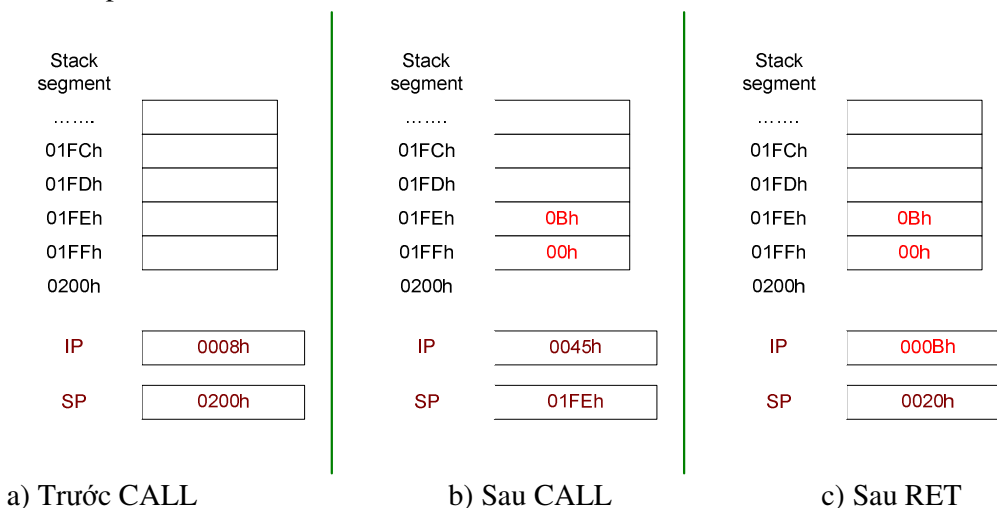 Stack
segment
…….
01FCh
01FDh
01FEh
01FFh
0200h
IP 0008h
SP 0200h
a) Trước CALL
Stack
segment
…….
01FCh
01FDh
01FEh 0Bh
01FFh 00h
0200h
IP 0045h
SP 01FEh
b) Sau CALL
Stack
segment
…….
01FCh
01FDh
01FEh 0Bh
01FFh 00h
0200h
IP 000Bh
SP 0020h
c) Sau RET